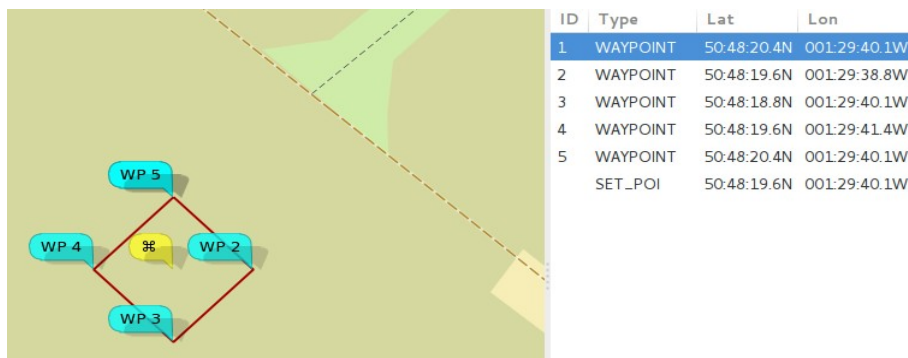 ID Type Lat Lon
1 WAYPOINT 50:48:20.4N 001:29:40.1W
2 WAYPOINT 50:48:19.6N 001:29:38.8W
3 WAYPOINT 50:48:18.8N 001:29:40.1W
4 WAYPOINT 50:48:19.6N 001:29:41.4W
5 WAYPOINT 50:48:20.4N 001:29:40.1W
SET_POI 50:48:19.6N 001:29:40.1W
WP 5
WP 4 ⌘ WP 2
WP 3